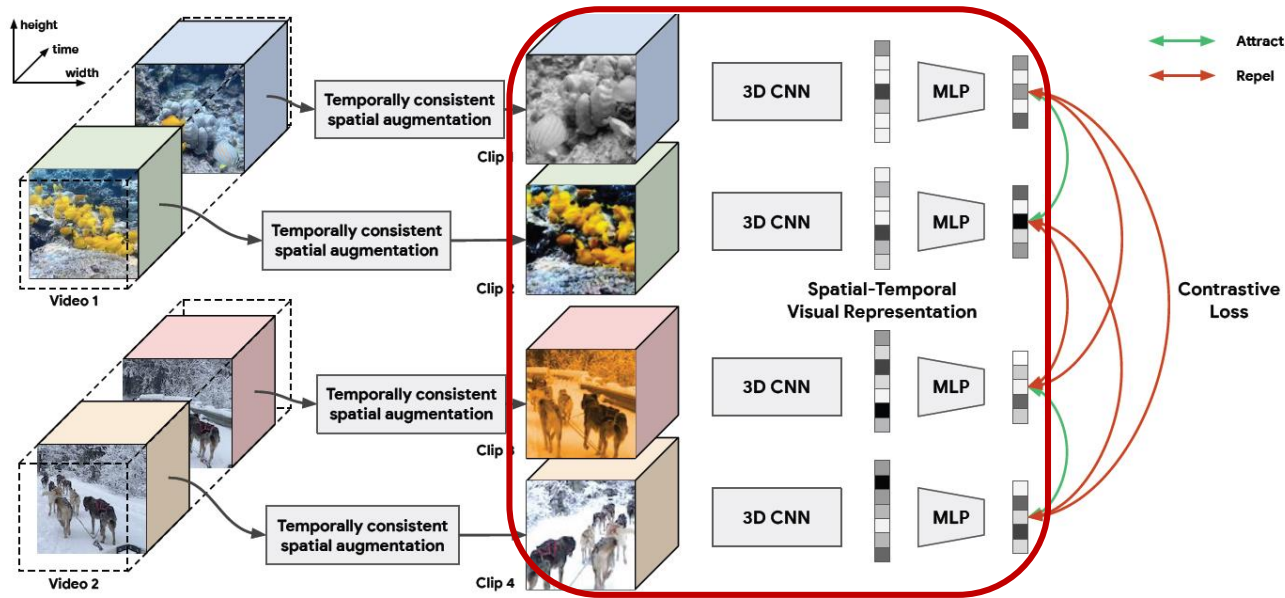 height
time
width
Temporally consistent
spatial augmentation
Clip 1
3D CNN
MLP
Attract
Repel
Temporally consistent
spatial augmentation
Clip 2
3D CNN
MLP
Video 1
Spatial-Temporal
Visual Representation
Contrastive
Loss
Temporally consistent
spatial augmentation
Clip 3
3D CNN
MLP
Temporally consistent
spatial augmentation
Clip 4
3D CNN
MLP
Video 2